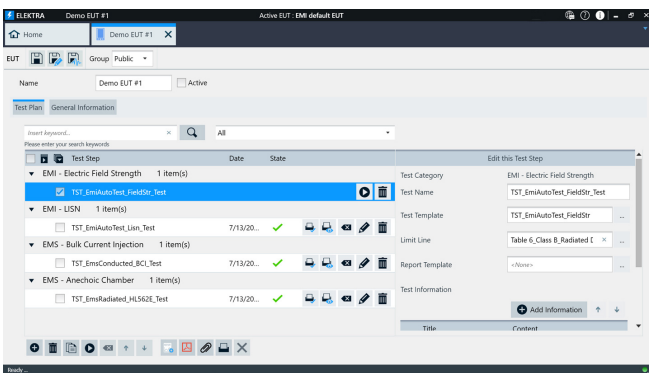 ELEKTRA Demo EUT #1 Active EUT : EMI default EUT
Home Demo EUT #1
EUT Group Public
Name Demo EUT #1 Active
Test Plan General Information
Insert keyword... All
Please enter your search keywords
Test Step Date State
EMI - Electric Field Strength 1 item(s)
TST_EmiAutoTest_FieldStr_Test
EMI - LISN 1 item(s)
TST_EmiAutoTest_Lisn_Test 7/13/20...
EMS - Bulk Current Injection 1 item(s)
TST_EmsConducted_BCI_Test 7/13/20...
EMS - Anechoic Chamber 1 item(s)
TST_EmsRadiated_HL562E_Test 7/13/20...
Edit this Test Step
Test Category EMI - Electric Field Strength
Test Name TST_EmiAutoTest_FieldStr_Test
Test Template TST_EmiAutoTest_FieldStr ...
Limit Line Table 6_Class B_Radiated ...
Report Template <None> ...
Test Information
Add Information
Title Content
Ready...